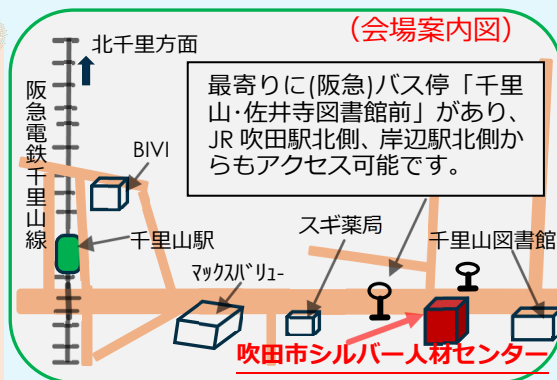 (会場案内図)
北千里方面
阪急電鉄千里山線
最寄りに(阪急)バス停「千里
山・佐井寺図書館前」があり、
JR 吹田駅北側、岸辺駅北側か
らもアクセス可能です。
BIVI
千里山駅
マックスバリュー
スギ薬局
千里山図書館
吹田市シルバー人材センター